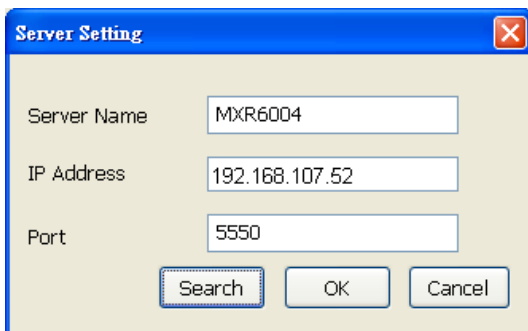 Server Setting
Server Name MXR6004
IP Address 192.168.107.52
Port 5550
Search OK Cancel